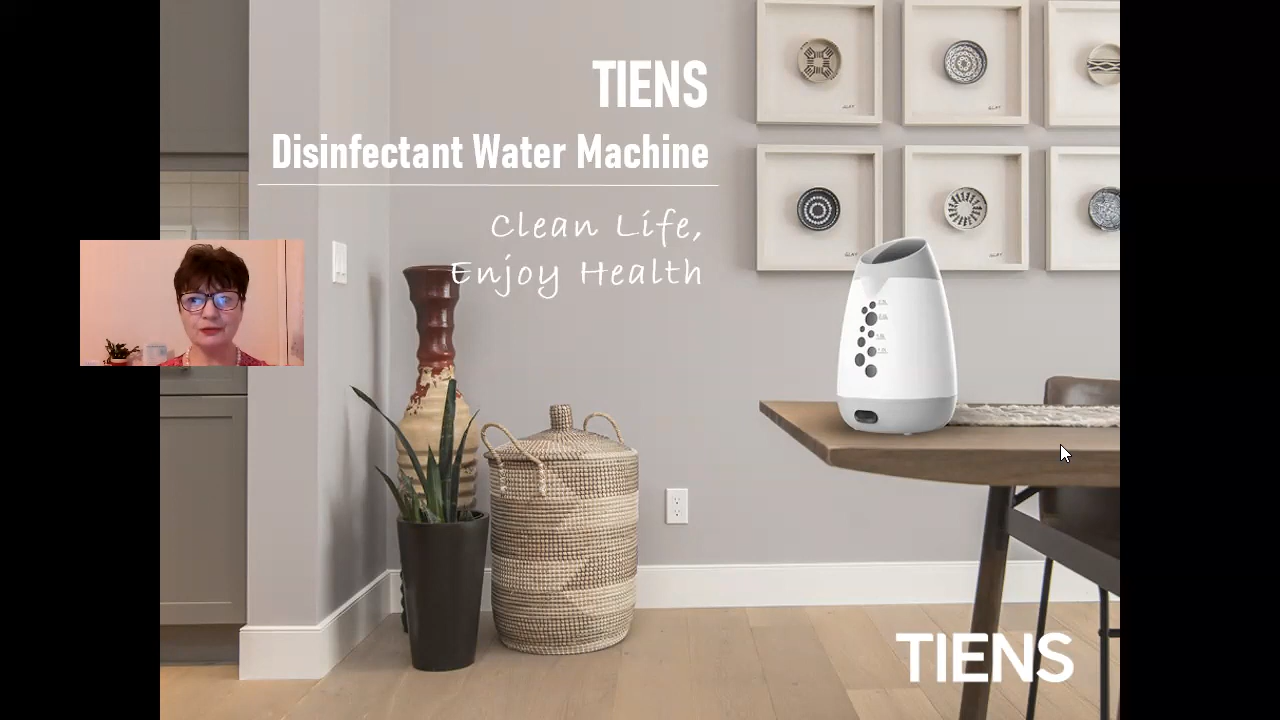 TIENS
Disinfectant Water Machine
Clean Life,
Enjoy Health
TIENS